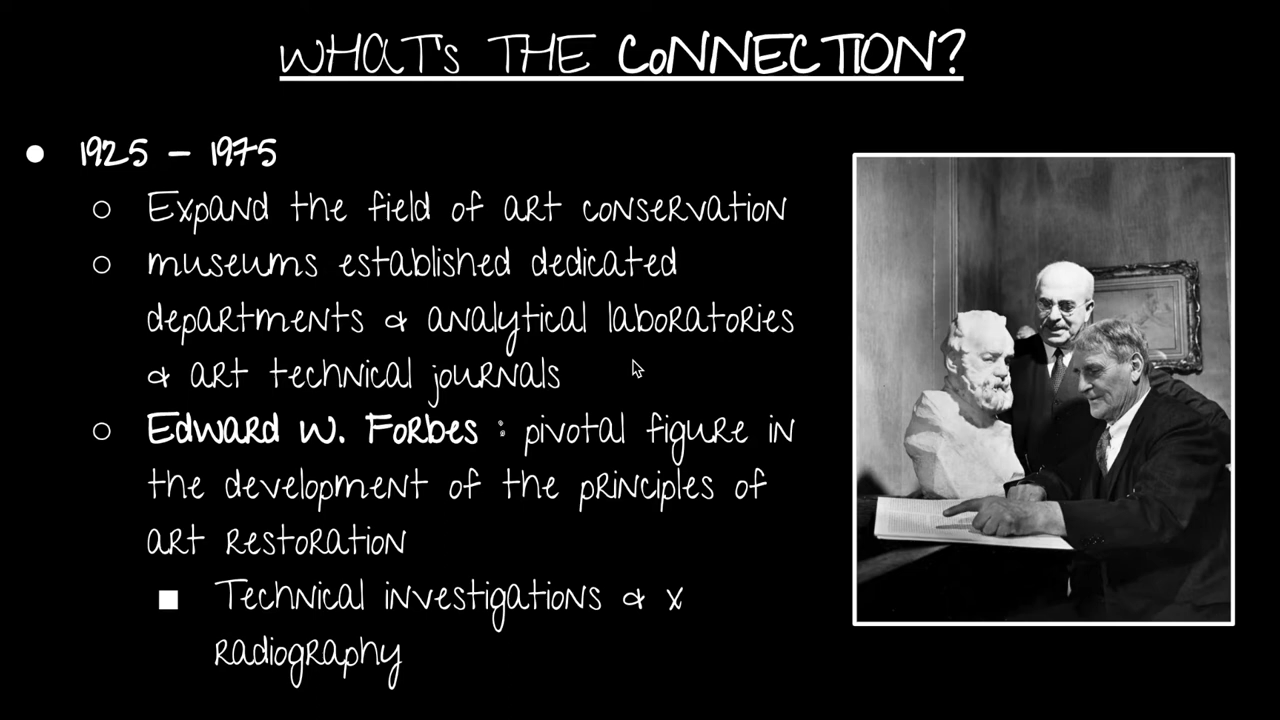 WHAT's THE CONNECTION?
1925 – 1975
Expand the field of art conservation
museums established dedicated
departments & analytical laboratories
& art technical journals
Edward W. Forbes : pivotal figure in
the development of the principles of
art restoration
Technical investigations & x
radiography